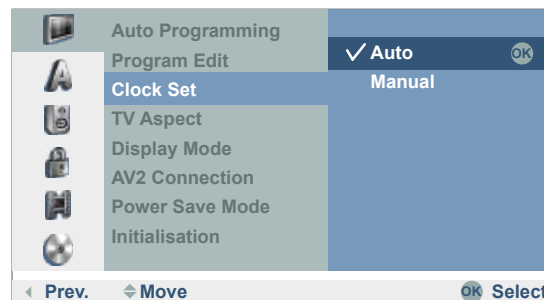 Auto Programming
Program Edit
Clock Set
TV Aspect
Display Mode
AV2 Connection
Power Save Mode
Initialisation
Auto OK
Manual
Prev. Move OK Select